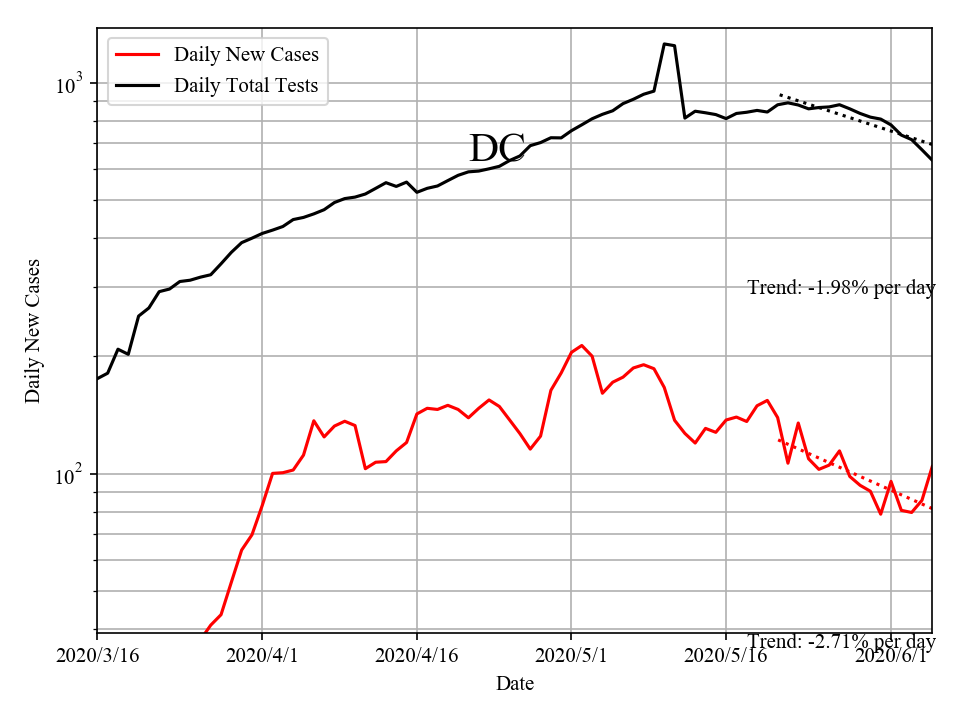 Daily New Cases
Daily Total Tests
10³
DC
Daily New Cases
Trend: -1.98% per day
10²
Trend: -2.71% per day
2020/3/16 2020/4/1 2020/4/16 2020/5/1 2020/5/16 2020/6/1
Date